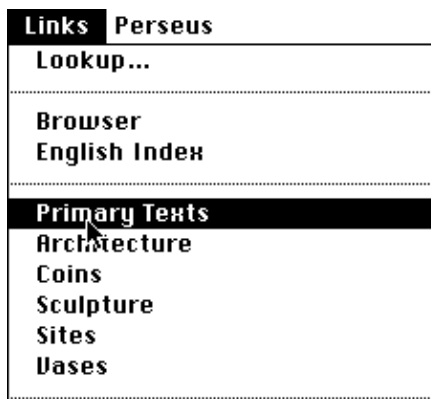 Links Perseus
Lookup...
Browser
English Index
Primary Texts
Architecture
Coins
Sculpture
Sites
Vases